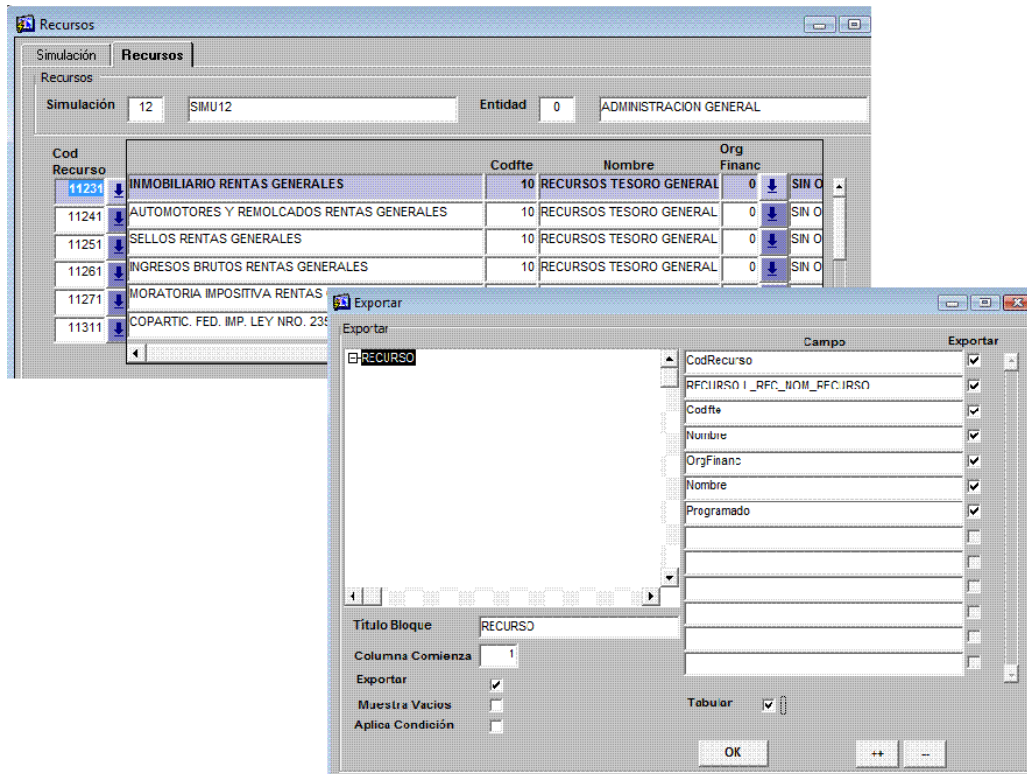 Recursos
Simulación Recursos
Recursos
Simulación 12 SIMU12 Entidad 0 ADMINISTRACION GENERAL
Cod Recurso Codfte Nombre Org Financ
11231 INMOBILIARIO RENTAS GENERALES 10 RECURSOS TESORO GENERAL 0 SIN O
11241 AUTOMOTORES Y REMOLCADOS RENTAS GENERALES 10 RECURSOS TESORO GENERAL 0 SIN O
11251 SELLOS RENTAS GENERALES 10 RECURSOS TESORO GENERAL 0 SIN O
11261 INGRESOS BRUTOS RENTAS GENERALES 10 RECURSOS TESORO GENERAL 0 SIN O
11271 MORATORIA IMPOSITIVA RENTAS
11311 COPARTIC. FED. IMP. LEY NRO. 235
Exportar
Exportar
Campo Exportar
RECURSO
CodRecurso
RECURSO L_REC_NOM_RECURSO
Codfte
Nombre
OrgFinanc
Nombre
Programado
Título Bloque RECURSO
Columna Comienza 1
Exportar
Muestra Vacios
Aplica Condición
Tabular
OK ++ --